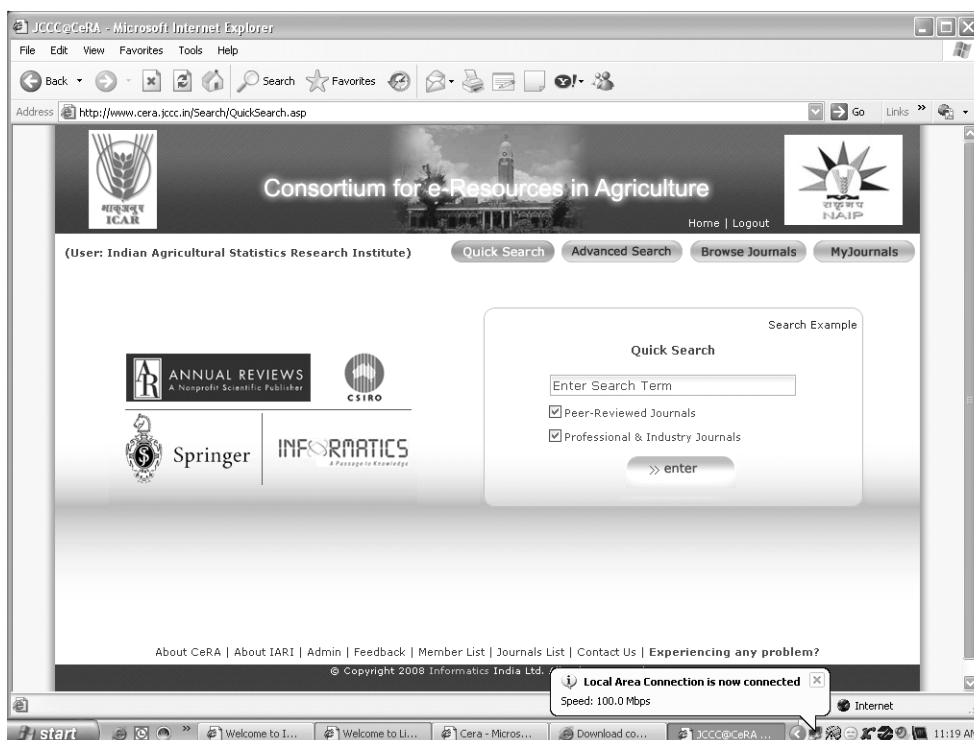 JCCC@CeRA - Microsoft Internet Explorer
File Edit View Favorites Tools Help
Back Search Favorites
Address http://www.cera.jccc.in/Search/QuickSearch.asp Go Links »
भाकृअनुप
ICAR
Consortium for e-Resources in Agriculture
NAIP
Home | Logout
(User: Indian Agricultural Statistics Research Institute) Quick Search Advanced Search Browse Journals MyJournals
Search Example
Quick Search
Enter Search Term
Peer-Reviewed Journals
Professional & Industry Journals
» enter
AR ANNUAL REVIEWS
A Nonprofit Scientific Publisher
CSIRO
Springer
INFORMATICS
A Passage to Knowledge
About CeRA | About IARI | Admin | Feedback | Member List | Journals List | Contact Us | Experiencing any problem?
© Copyright 2008 Informatics India Ltd.
Local Area Connection is now connected
Speed: 100.0 Mbps
Internet
start » Welcome to I... Welcome to Li... Cera - Micros... Download co... JCCC@CeRA ... 11:19 AM